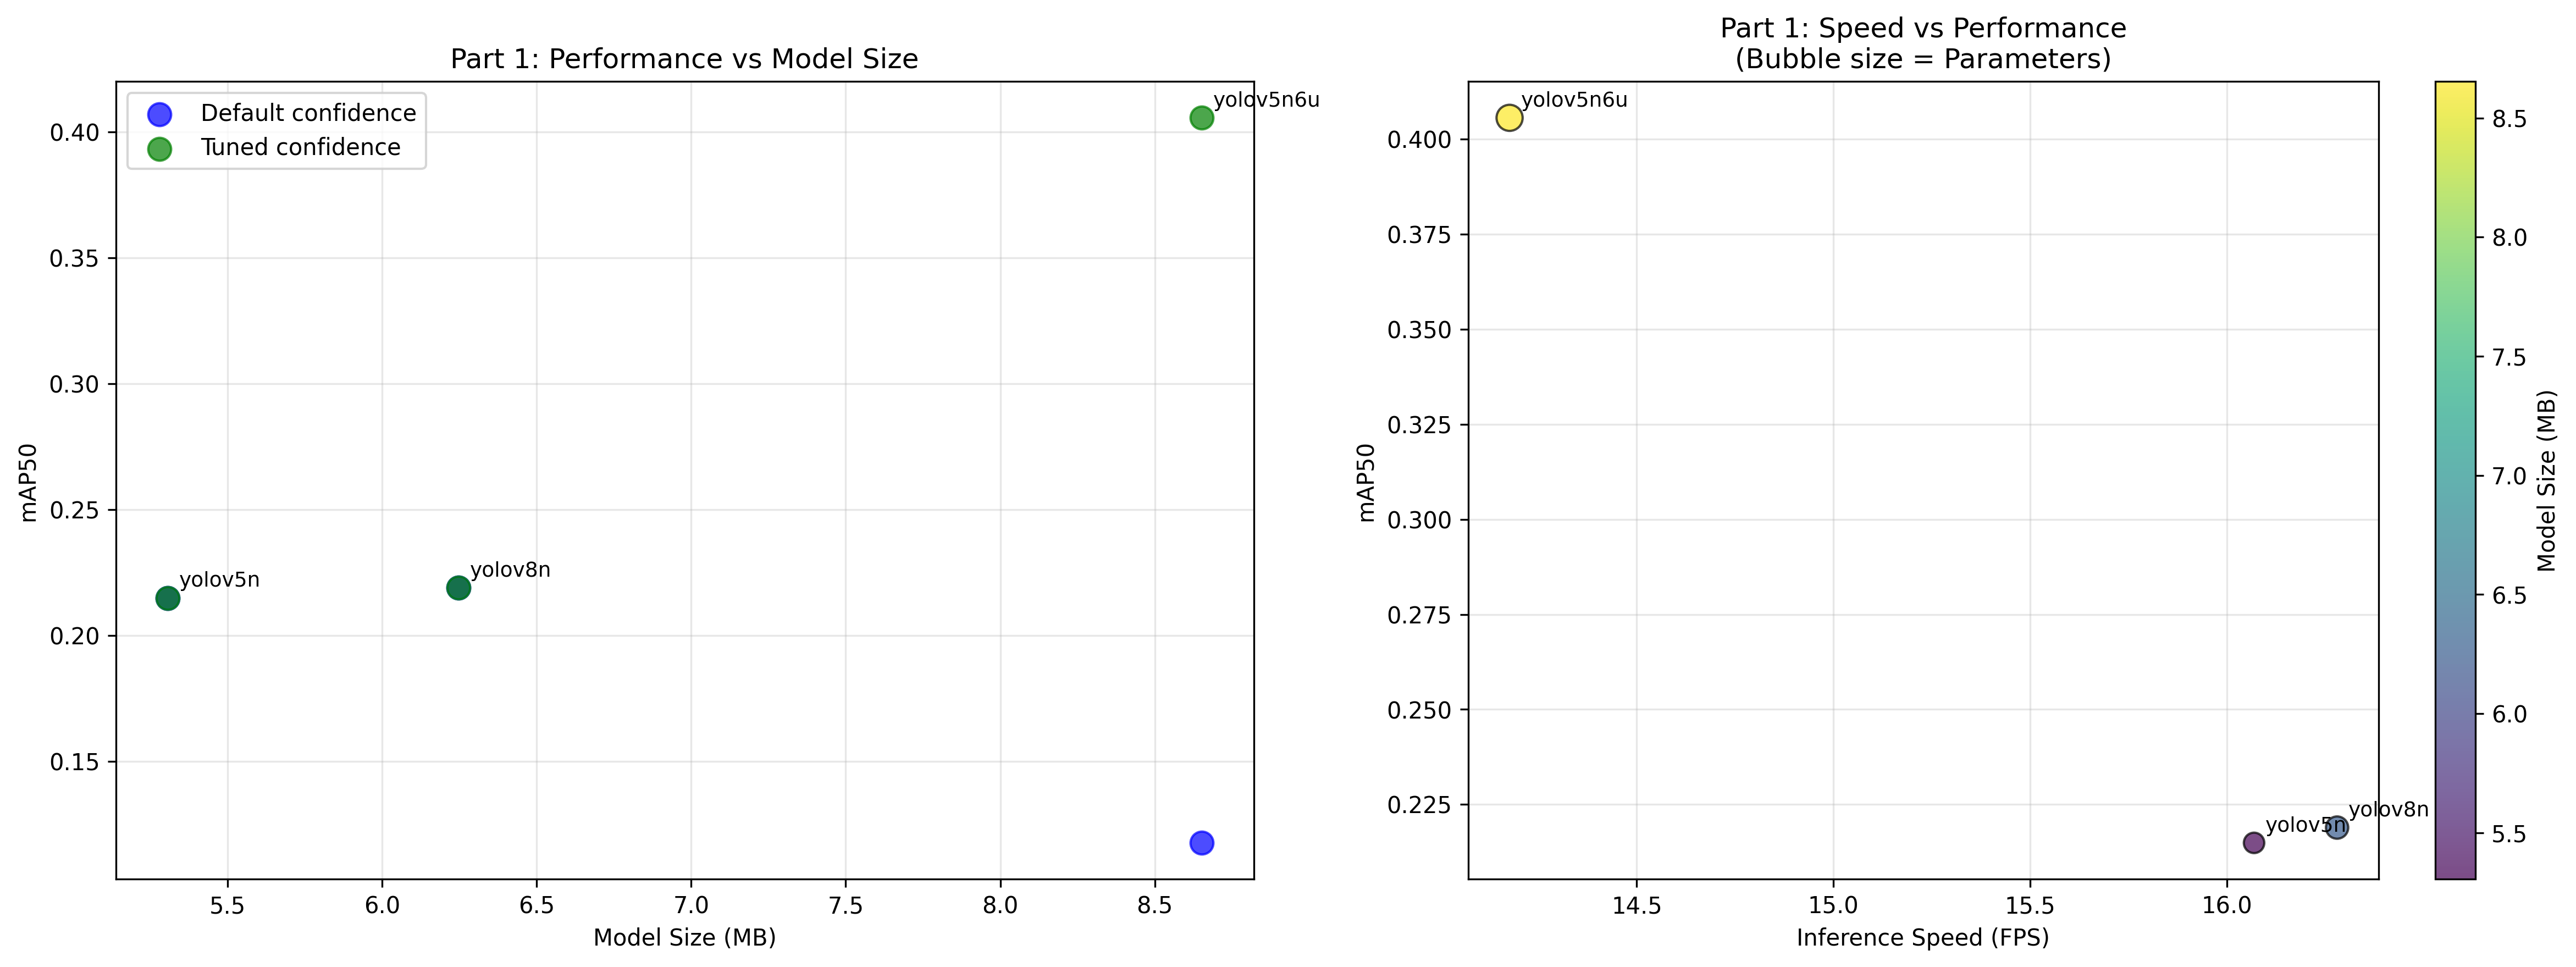 Part 1: Performance vs Model Size
Default confidence
Tuned confidence
yolov5n6u
yolov5n
yolov8n
0.40
0.35
0.30
0.25
0.20
0.15
mAP50
5.5
6.0
6.5
7.0
7.5
8.0
8.5
Model Size (MB)
Part 1: Speed vs Performance
(Bubble size = Parameters)
yolov5n6u
yolov8n
yolov5n
0.400
0.375
0.350
0.325
0.300
0.275
0.250
0.225
mAP50
14.5
15.0
15.5
16.0
Inference Speed (FPS)
8.5
8.0
7.5
7.0
6.5
6.0
5.5
Model Size (MB)